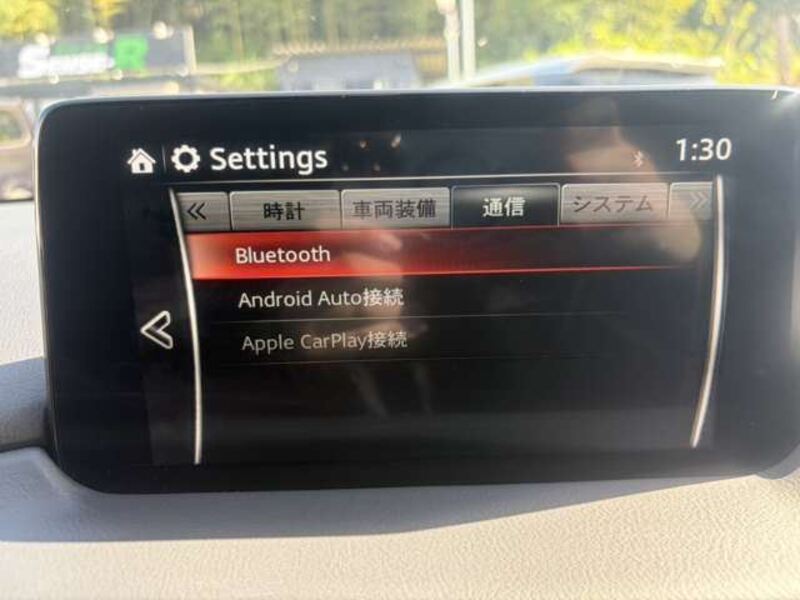 Settings 1:30
時計 車両装備 通信 システム
Bluetooth
Android Auto接続
Apple CarPlay接続